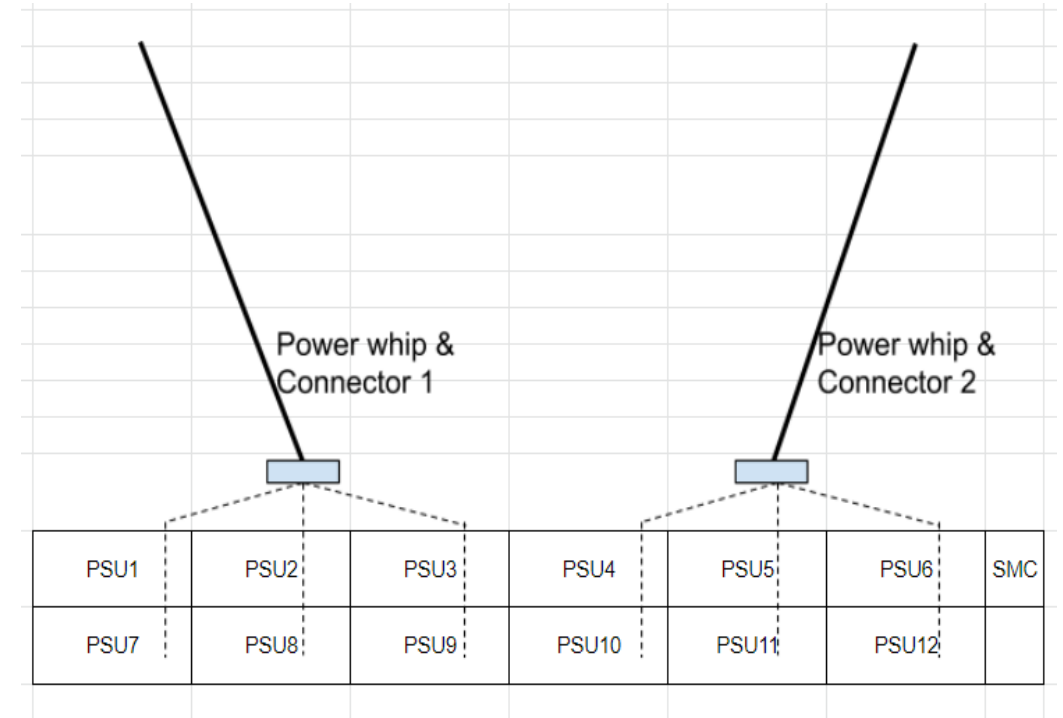 Power whip &
Connector 1
Power whip &
Connector 2
PSU1 PSU2 PSU3 PSU4 PSU5 PSU6 SMC
PSU7 PSU8 PSU9 PSU10 PSU11 PSU12